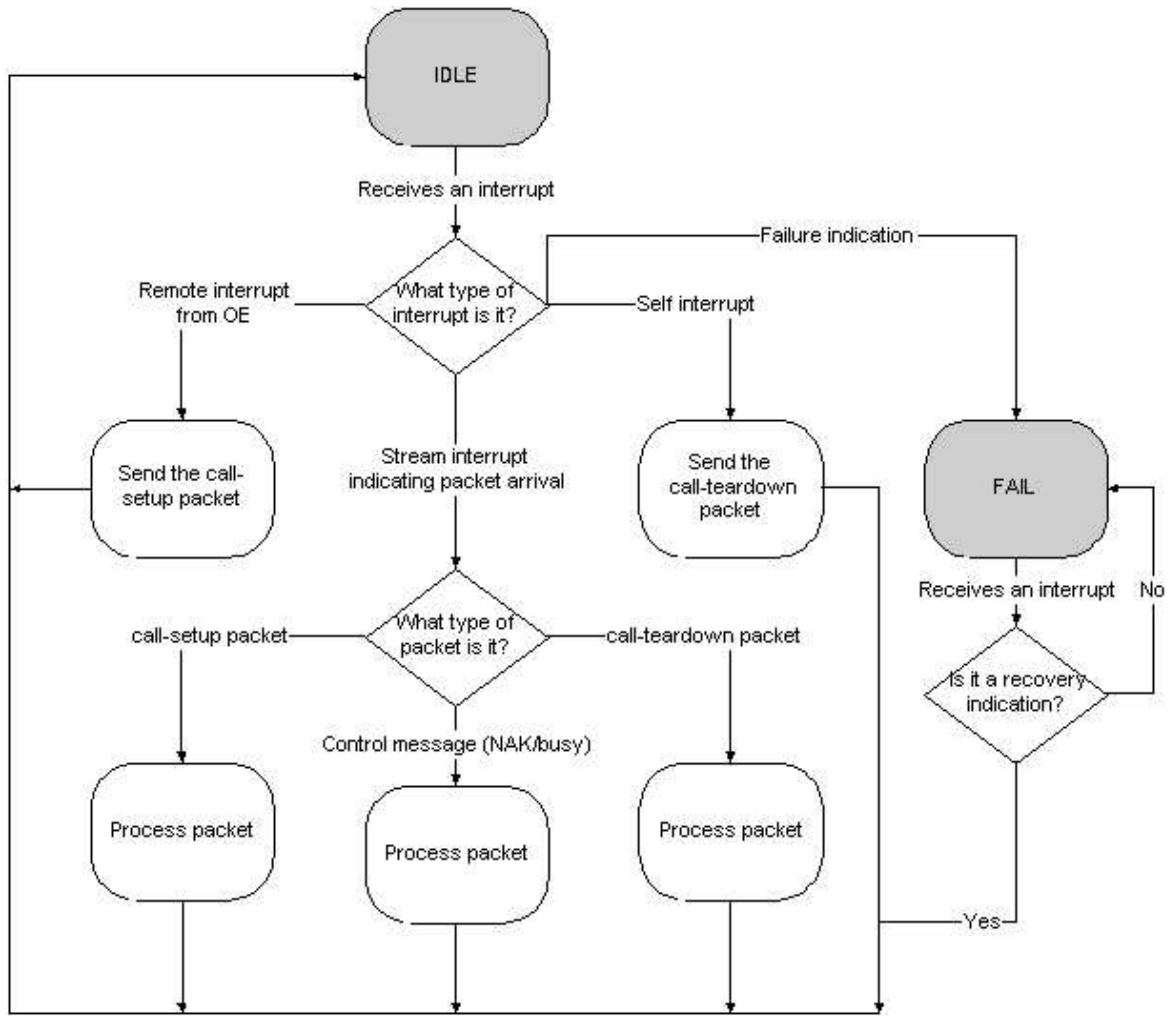 IDLE
Receives an interrupt
Failure indication
What type of
interrupt is it?
Remote interrupt
from OE
Self interrupt
Send the call-
setup packet
Stream interrupt
indicating packet arrival
Send the
call-teardown
packet
FAIL
Receives an interrupt
No
What type of
packet is it?
call-setup packet
call-teardown packet
Is it a recovery
indication?
Control message (NAK/busy)
Process packet
Process packet
Process packet
Yes